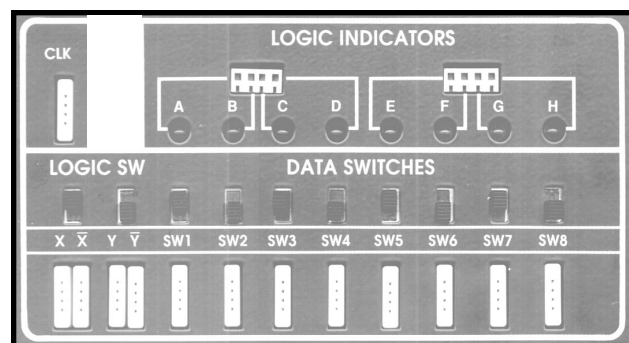 LOGIC INDICATORS
CLK
A B C D E F G H
LOGIC SW DATA SWITCHES
X X̅ Y Y̅ SW1 SW2 SW3 SW4 SW5 SW6 SW7 SW8